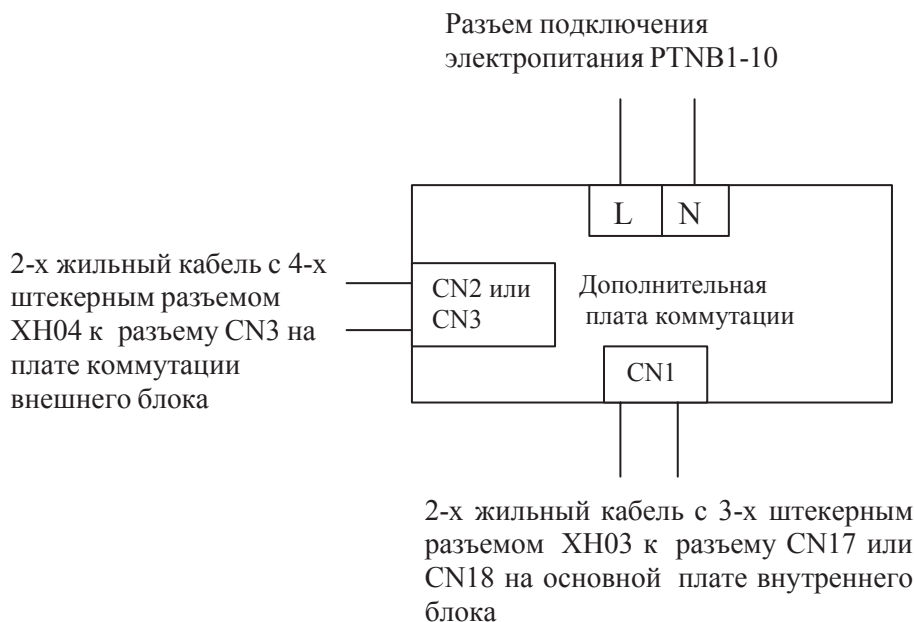 Разъем подключения
электропитания PTNB1-10
L N
2-х жильный кабель с 4-х
штекерным разъемом
XH04 к разъему CN3 на
плате коммутации
внешнего блока
CN2 или
CN3
Дополнительная
плата коммутации
CN1
2-х жильный кабель с 3-х штекерным
разъемом XH03 к разъему CN17 или
CN18 на основной плате внутреннего
блока